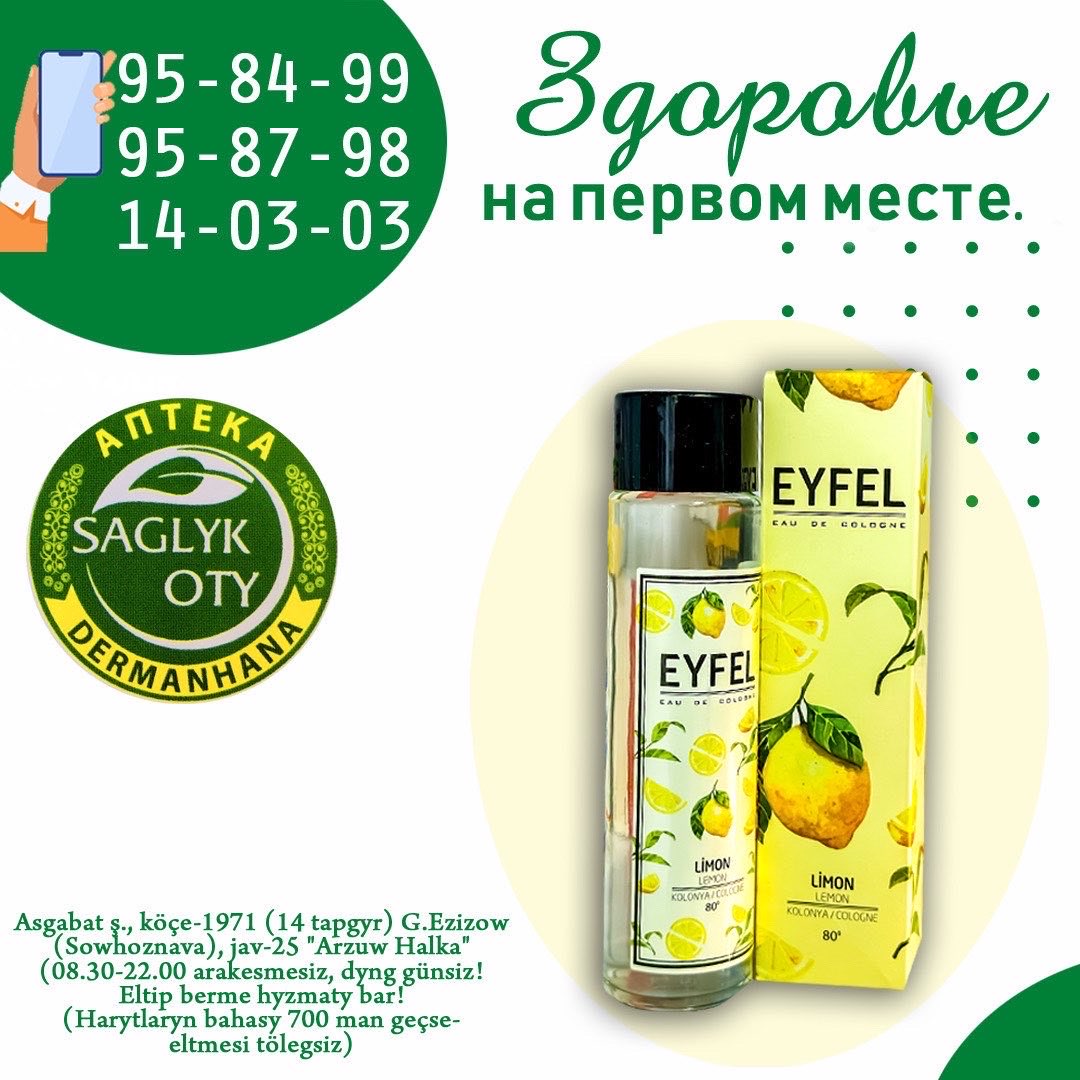 95-84-99
95-87-98
14-03-03
Здоровье
на первом месте.
АПТЕКА
SAGLYK
OTY
DERMANHANA
EYFEL
EAU DE COLOGNE
LİMON
LEMON
KOLONYA / COLOGNE
80°
EYFEL
EAU DE COLOGNE
LİMON
LEMON
KOLONYA / COLOGNE
80°
Asgabat ş., köçe-1971 (14 tapgyr) G.Ezizow
(Sowhoznava), jav-25 "Arzuw Halka"
(08.30-22.00 arakesmesiz, dyng günsiz!
Eltip berme hyzmaty bar!
(Harytlaryn bahasy 700 man geçse-
eltmesi tölegsiz)